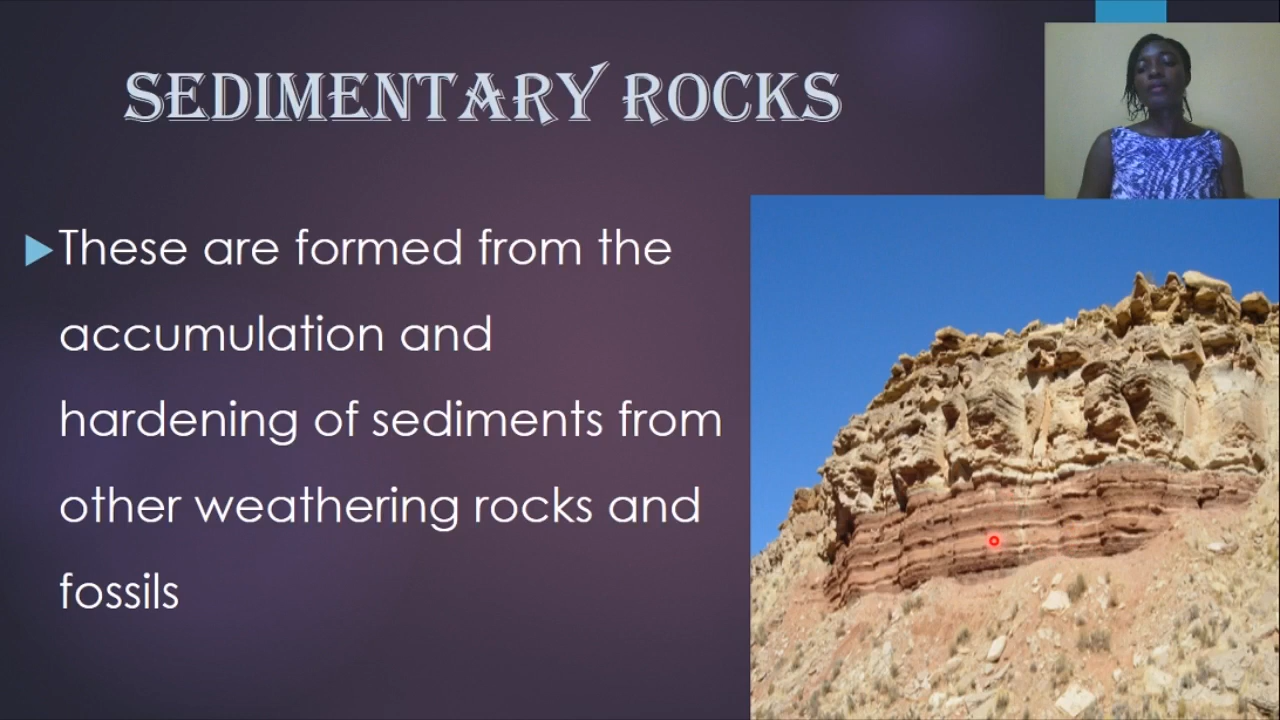 SEDIMENTARY ROCKS
These are formed from the
accumulation and
hardening of sediments from
other weathering rocks and
fossils